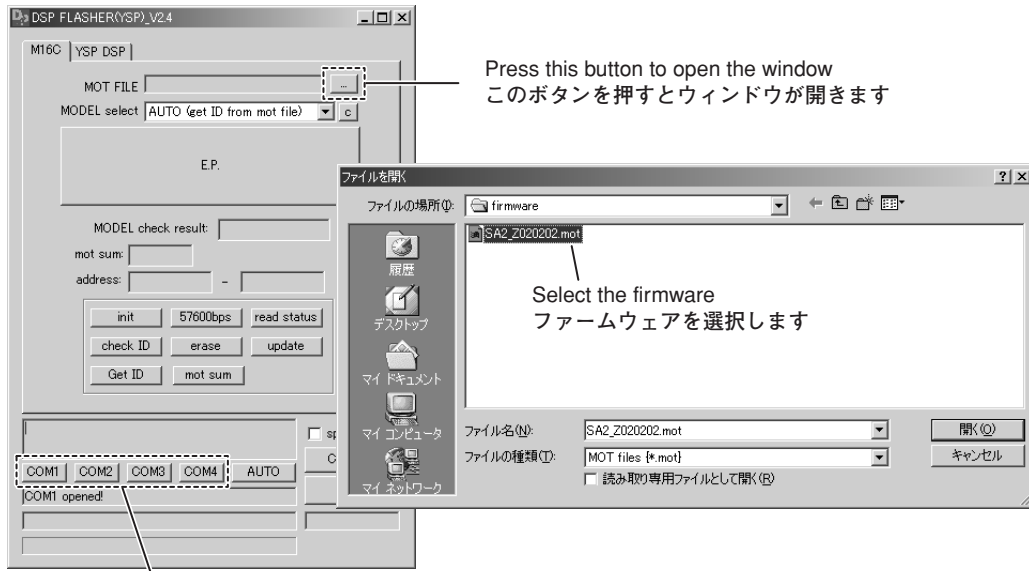 DSP FLASHER(YSP)_V2.4
M16C YSP DSP
MOT FILE ...
MODEL select AUTO (get ID from mot file) c
E.P.
MODEL check result:
mot sum:
address: -
init 57600bps read status
check ID erase update
Get ID mot sum
COM1 COM2 COM3 COM4 AUTO
COM1 opened!
Press this button to open the window
このボタンを押すとウィンドウが開きます
ファイルを開く
ファイルの場所(I): firmware
SA2_Z020202.mot
Select the firmware
ファームウェアを選択します
履歴
デスクトップ
マイ ドキュメント
マイ コンピュータ
マイ ネットワーク
ファイル名(N): SA2_Z020202.mot 開く(O)
ファイルの種類(T): MOT files {*.mot} キャンセル
読み取り専用ファイルとして開く(R)